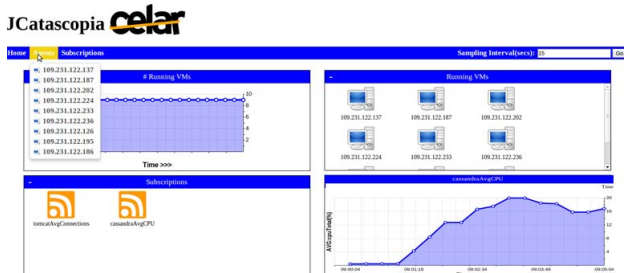 JCatascopia celar
Home Agents Subscriptions Sampling Interval(secs): 15 Go
109.231.122.137
109.231.122.187
109.231.122.202
109.231.122.224
109.231.122.233
109.231.122.236
109.231.122.126
109.231.122.195
109.231.122.186
# Running VMs
10
8
6
4
2
Time >>>
- Running VMs
109.231.122.137 109.231.122.187 109.231.122.202
109.231.122.224 109.231.122.233 109.231.122.236
- Subscriptions
tomcatAvgConnections cassandraAvgCPU
cassandraAvgCPU
Time
AVG:cpuTotal(%)
20
16
12
8
4
09:00:04 09:01:19 09:02:34 09:03:49 09:05:04